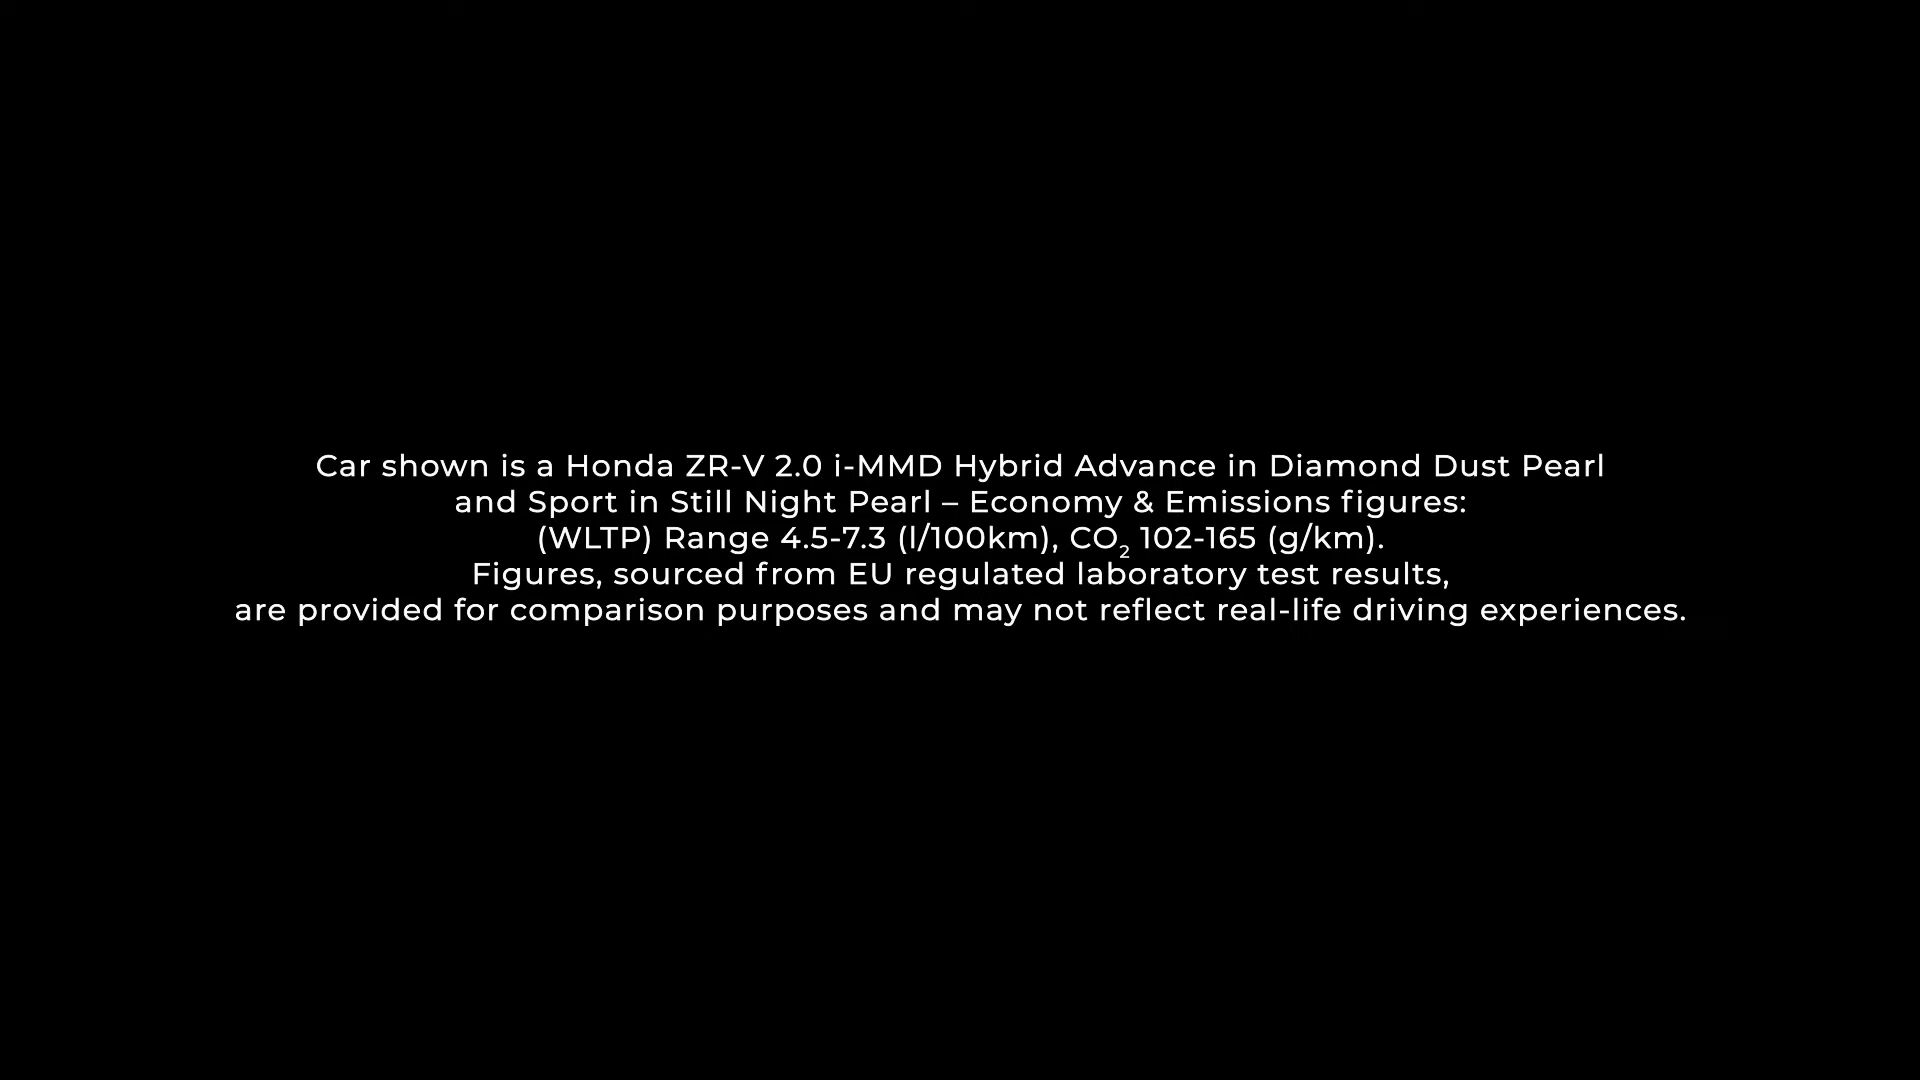 Car shown is a Honda ZR-V 2.0 i-MMD Hybrid Advance in Diamond Dust Pearl
and Sport in Still Night Pearl – Economy & Emissions figures:
(WLTP) Range 4.5-7.3 (l/100km), CO₂ 102-165 (g/km).
Figures, sourced from EU regulated laboratory test results,
are provided for comparison purposes and may not reflect real-life driving experiences.